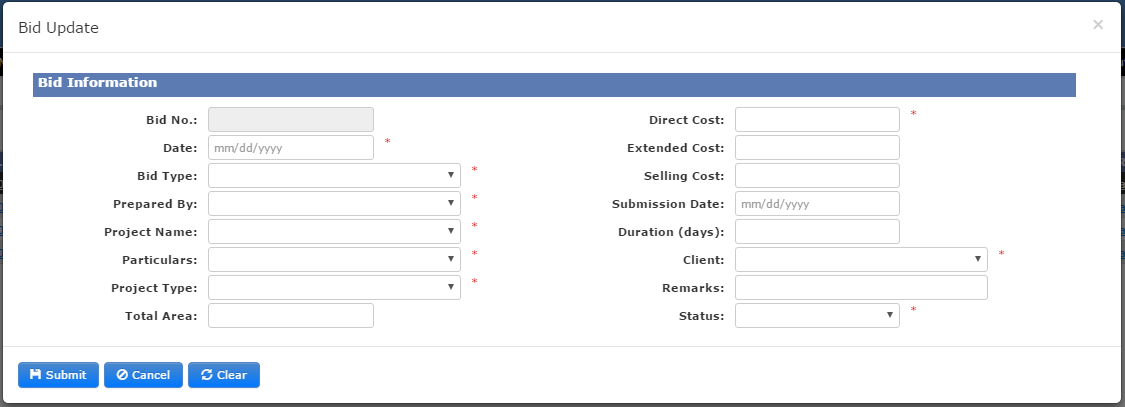 Bid Update
×
Bid Information
Bid No.:
Date: mm/dd/yyyy *
Bid Type: *
Prepared By: *
Project Name: *
Particulars: *
Project Type: *
Total Area:
Direct Cost: *
Extended Cost:
Selling Cost:
Submission Date: mm/dd/yyyy
Duration (days):
Client: *
Remarks:
Status: *
Submit Cancel Clear